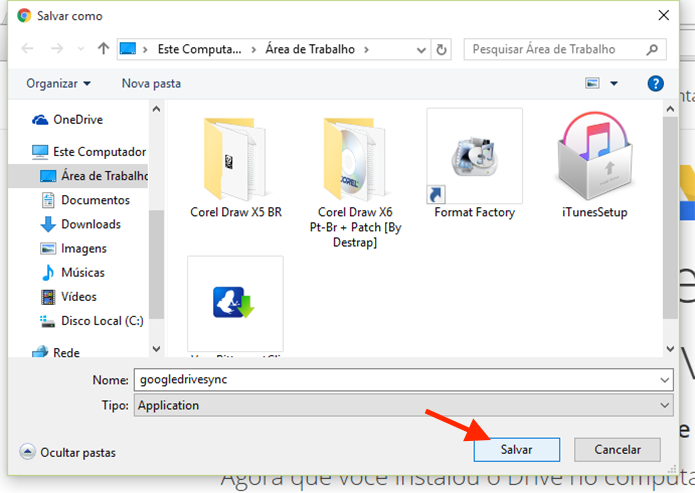 Salvar como
Este Computa... > Área de Trabalho >
Pesquisar Área de Trabalho
Organizar
Nova pasta
OneDrive
Este Computador
Área de Trabalho
Documentos
Downloads
Imagens
Músicas
Vídeos
Disco Local (C:)
Rede
Corel Draw X5 BR
Corel Draw X6
Pt-Br + Patch [By
Destrap]
Format Factory
iTunesSetup
COREL
Nome: googledrivesync
Tipo: Application
Ocultar pastas
Salvar
Cancelar
Agora que você instalou o Drive no computa